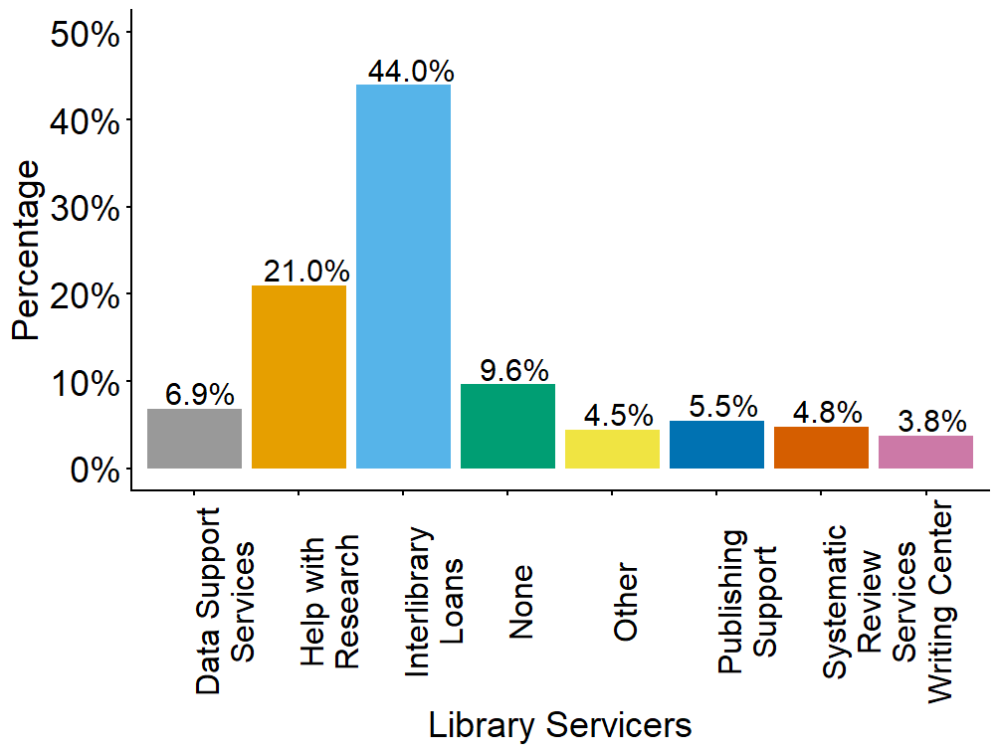 50%
40%
30%
20%
10%
0%
Percentage
6.9%
21.0%
44.0%
9.6%
4.5%
5.5%
4.8%
3.8%
Data Support
Services
Help with
Research
Interlibrary
Loans
None
Other
Publishing
Support
Systematic
Review
Services
Writing Center
Library Servicers